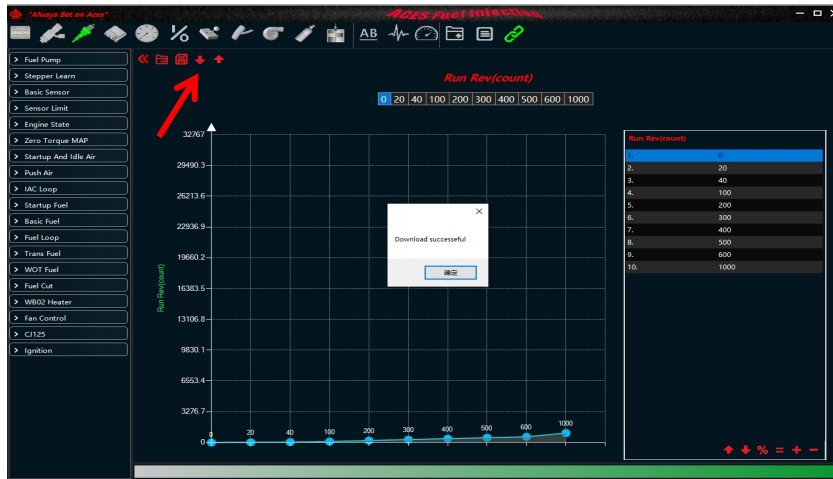 "Always Bet on Aces"
ACES Fuel Injection
AB
> Fuel Pump
> Stepper Learn
> Basic Sensor
> Sensor Limit
> Engine State
> Zero Torque MAP
> Startup And Idle Air
> Push Air
> IAC Loop
> Startup Fuel
> Basic Fuel
> Fuel Loop
> Trans Fuel
> WOT Fuel
> Fuel Cut
> WB02 Heater
> Fan Control
> CJ125
> Ignition
Run Rev(count)
0 20 40 100 200 300 400 500 600 1000
32767
29490.3
26213.6
22936.9
19660.2
16383.5
13106.8
9830.1
6553.4
3276.7
0
Run Rev(count)
0 20 40 100 200 300 400 500 600 1000
Download successeful
确定
Run Rev(count)
1. 0
2. 20
3. 40
4. 100
5. 200
6. 300
7. 400
8. 500
9. 600
10. 1000
% = + -